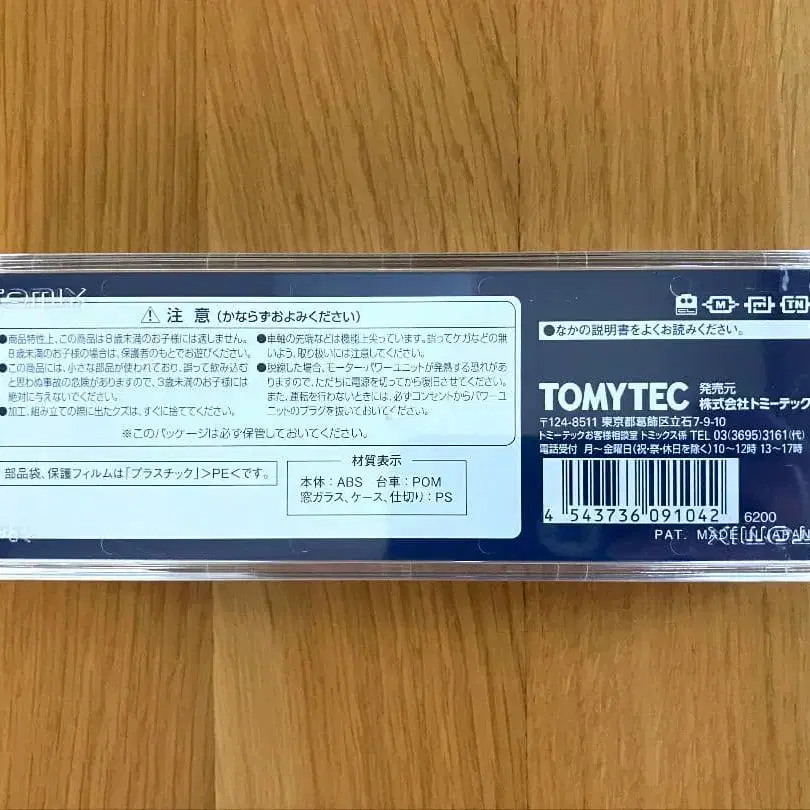 TOMIX
⚠ 注意(かならずおよみください)
●商品特性上、この商品は8歳未満のお子様には適しません。
8歳未満のお子様の場合は、保護者のもとでお遊びください。
●この商品には、小さな部品が使われており、誤って飲み込む
と思わぬ事故の危険がありますので、3歳未満のお子様には
絶対に与えないでください。
●加工、組み立ての際に出たクズは、すぐに捨ててください。
●車軸の先端などは機能上尖っています。誤ってケガなどの無
いよう、取り扱いには注意してください。
●脱線した場合、モーターパワーユニットが発熱する恐れがあ
りますので、ただちに電源を切ってから復旧させてください。
また、運転を行わないときには、必ずコンセントからパワーユ
ニットのプラグを抜いておいてください。
※このパッケージは必ず保管しておいてください。
部品袋、保護フィルムは「プラスチック」>PE<です。
材質表示
本体:ABS 台車:POM
窓ガラス、ケース、仕切り:PS
M
TN
●なかの説明書をよくお読みください。
TOMYTEC
発売元
株式会社トミーテック
〒124-8511 東京都葛飾区立石7-9-10
トミーテックお客様相談室 トミックス係 TEL 03(3695)3161(代)
電話受付 月〜金曜日(祝・祭・休日を除く)10〜12時 13〜17時
4 543736 091042
6200
PAT. MADE IN JAPAN
TOMIX